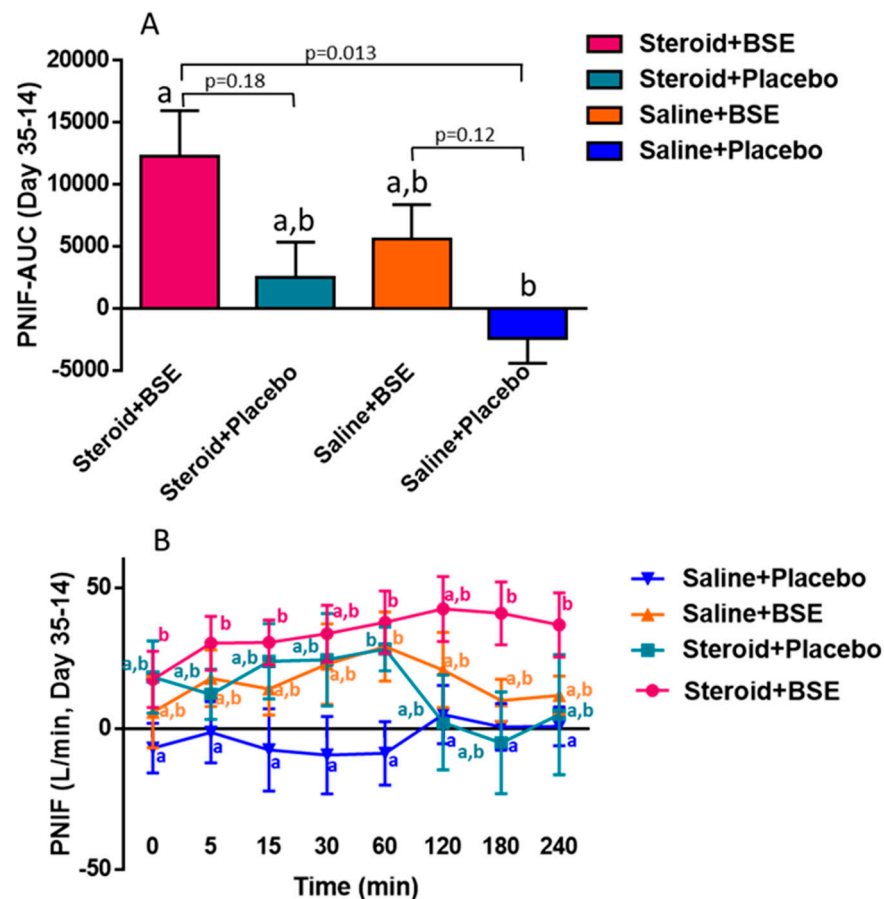 A
PNIF-AUC (Day 35-14)
20000
15000
10000
5000
0
-5000
p=0.013
p=0.18
p=0.12
a
a,b
a,b
b
Steroid+BSE
Steroid+Placebo
Saline+BSE
Saline+Placebo
Steroid+BSE
Steroid+Placebo
Saline+BSE
Saline+Placebo
B
PNIF (L/min, Day 35-14)
50
0
-50
b b b a,b b a,b b b
a,b a,b a,b a,b b a,b a,b a,b
a,b a,b a,b a,b b a,b a,b a,b
a a a a a a a a
0 5 15 30 60 120 180 240
Time (min)
Saline+Placebo
Saline+BSE
Steroid+Placebo
Steroid+BSE